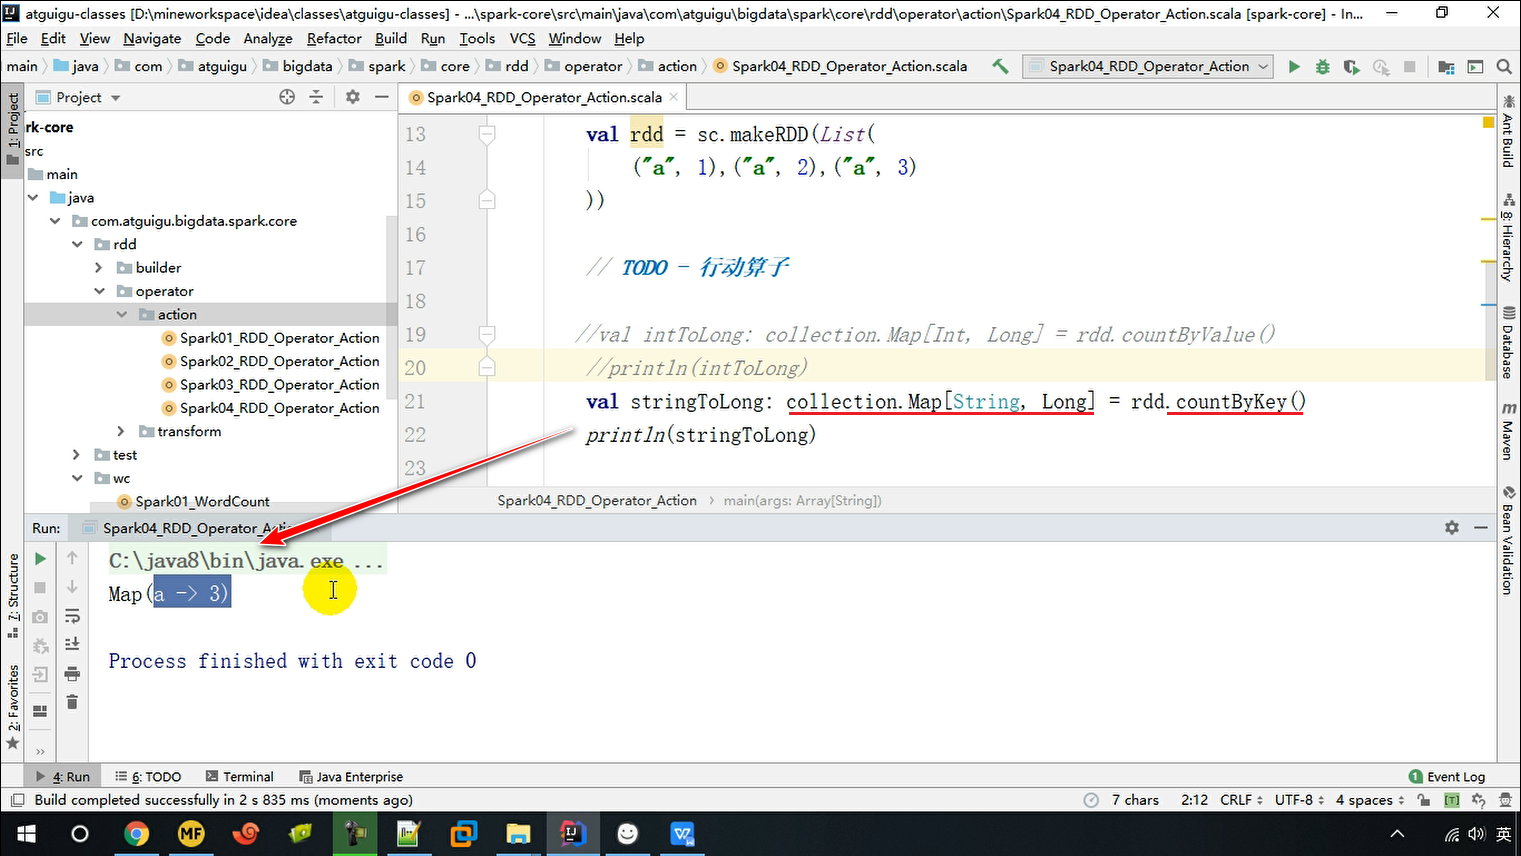 atguigu-classes [D:\mineworkspace\idea\classes\atguigu-classes] - ...\spark-core\src\main\java\com\atguigu\bigdata\spark\core\rdd\operator\action\Spark04_RDD_Operator_Action.scala [spark-core] - In...
File Edit View Navigate Code Analyze Refactor Build Run Tools VCS Window Help
main java com atguigu bigdata spark core rdd operator action Spark04_RDD_Operator_Action.scala Spark04_RDD_Operator_Action
1: Project
Project
Spark04_RDD_Operator_Action.scala
rk-core
src
main
java
com.atguigu.bigdata.spark.core
rdd
builder
operator
action
Spark01_RDD_Operator_Action
Spark02_RDD_Operator_Action
Spark03_RDD_Operator_Action
Spark04_RDD_Operator_Action
transform
test
wc
Spark01_WordCount
13 val rdd = sc.makeRDD(List(
14 ("a", 1),("a", 2),("a", 3)
15 ))
16
17 // TODO - 行动算子
18
19 //val intToLong: collection.Map[Int, Long] = rdd.countByValue()
20 //println(intToLong)
21 val stringToLong: collection.Map[String, Long] = rdd.countByKey()
22 println(stringToLong)
23
Spark04_RDD_Operator_Action main(args: Array[String])
Ant Build
8: Hierarchy
Database
m Maven
Bean Validation
Run: Spark04_RDD_Operator_Action
C:\java8\bin\java.exe ...
Map(a -> 3)
Process finished with exit code 0
7: Structure
2: Favorites
4: Run 6: TODO Terminal Java Enterprise 1 Event Log
Build completed successfully in 2 s 835 ms (moments ago) 7 chars 2:12 CRLF UTF-8 4 spaces [T]
MF
英